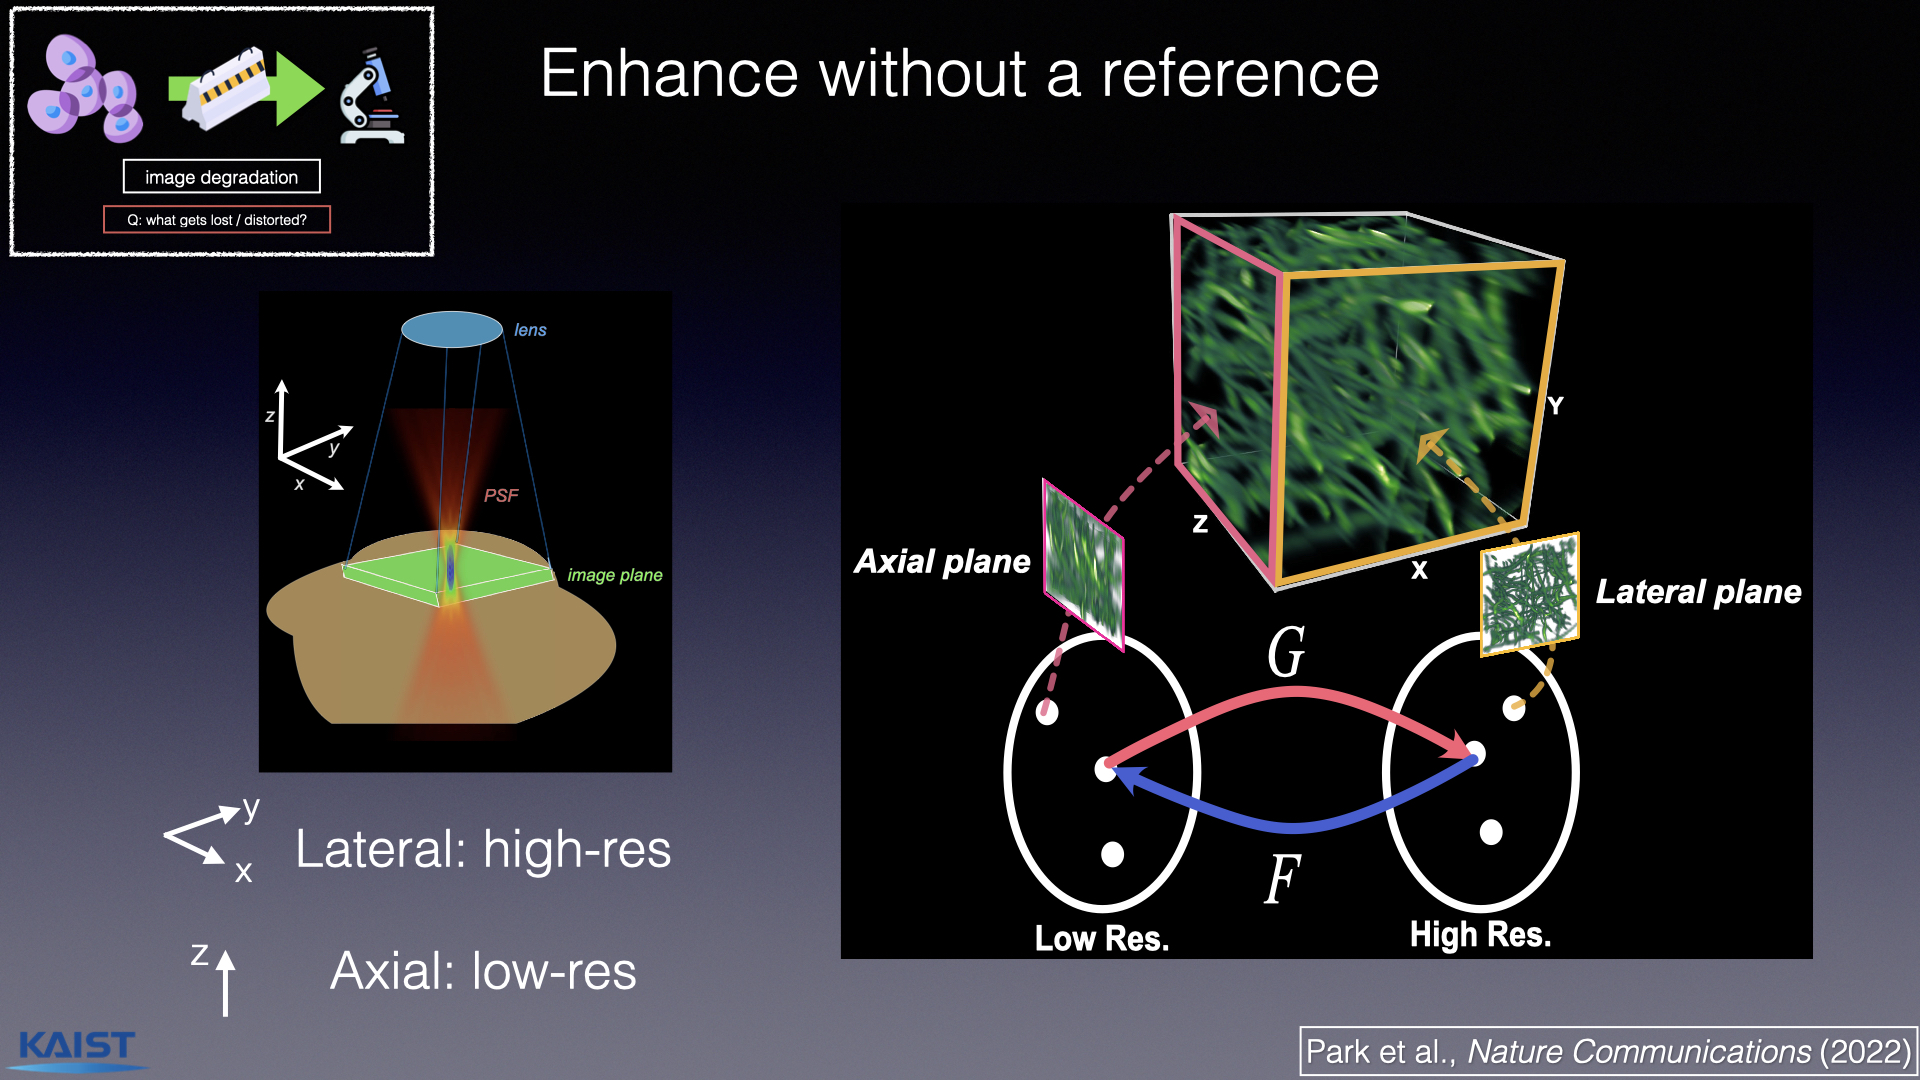 Enhance without a reference
image degradation
Q: what gets lost / distorted?
lens
z
y
x
PSF
image plane
y
x
Lateral: high-res
z
Axial: low-res
Y
Z
X
Axial plane
Lateral plane
G
F
Low Res.
High Res.
KAIST
Park et al., Nature Communications (2022)